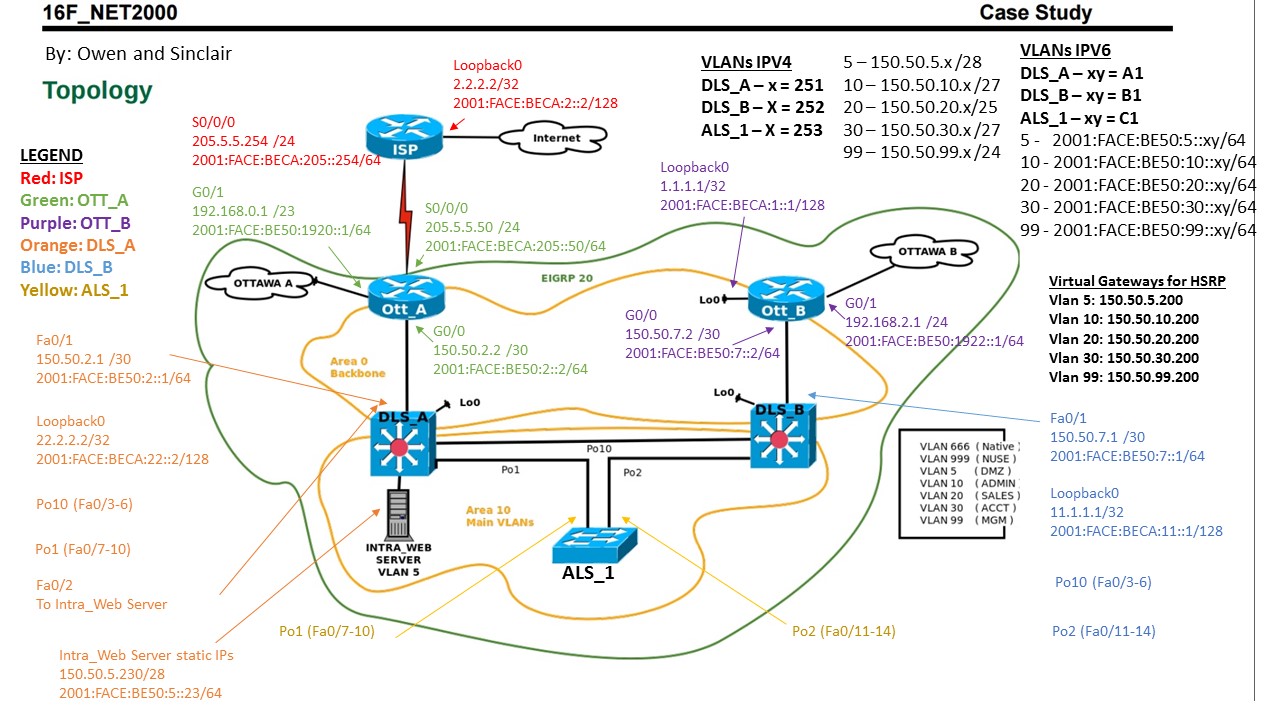 16F_NET2000
Case Study
By: Owen and Sinclair
Topology
Loopback0
2.2.2.2/32
2001:FACE:BECA:2::2/128
VLANs IPV4
DLS_A – x = 251
DLS_B – X = 252
ALS_1 – X = 253
5 – 150.50.5.x /28
10 – 150.50.10.x/27
20 – 150.50.20.x/25
30 – 150.50.30.x/27
99 – 150.50.99.x /24
VLANs IPV6
DLS_A – xy = A1
DLS_B – xy = B1
ALS_1 – xy = C1
5 - 2001:FACE:BE50:5::xy/64
10 - 2001:FACE:BE50:10::xy/64
20 - 2001:FACE:BE50:20::xy/64
30 - 2001:FACE:BE50:30::xy/64
99 - 2001:FACE:BE50:99::xy/64
S0/0/0
205.5.5.254 /24
2001:FACE:BECA:205::254/64
ISP
Internet
LEGEND
Red: ISP
Green: OTT_A
Purple: OTT_B
Orange: DLS_A
Blue: DLS_B
Yellow: ALS_1
G0/1
192.168.0.1 /23
2001:FACE:BE50:1920::1/64
S0/0/0
205.5.5.50 /24
2001:FACE:BECA:205::50/64
Loopback0
1.1.1.1/32
2001:FACE:BECA:1::1/128
OTTAWA A
Ott_A
EIGRP 20
OTTAWA B
Lo0
Ott_B
G0/1
192.168.2.1 /24
2001:FACE:BE50:1922::1/64
G0/0
150.50.7.2 /30
2001:FACE:BE50:7::2/64
G0/0
150.50.2.2 /30
2001:FACE:BE50:2::2/64
Virtual Gateways for HSRP
Vlan 5: 150.50.5.200
Vlan 10: 150.50.10.200
Vlan 20: 150.50.20.200
Vlan 30: 150.50.30.200
Vlan 99: 150.50.99.200
Fa0/1
150.50.2.1 /30
2001:FACE:BE50:2::1/64
Area 0
Backbone
Lo0
DLS_A
Lo0
DLS_B
Loopback0
22.2.2.2/32
2001:FACE:BECA:22::2/128
Po10
Po1
Po2
Fa0/1
150.50.7.1 /30
2001:FACE:BE50:7::1/64
VLAN 666 ( Native )
VLAN 999 ( NUSE )
VLAN 5 ( DMZ )
VLAN 10 ( ADMIN )
VLAN 20 ( SALES )
VLAN 30 ( ACCT )
VLAN 99 ( MGM )
Loopback0
11.1.1.1/32
2001:FACE:BECA:11::1/128
Po10 (Fa0/3-6)
Area 10
Main VLANs
INTRA_WEB
SERVER
VLAN 5
ALS_1
Po1 (Fa0/7-10)
Fa0/2
To Intra_Web Server
Po10 (Fa0/3-6)
Po1 (Fa0/7-10)
Po2 (Fa0/11-14)
Po2 (Fa0/11-14)
Intra_Web Server static IPs
150.50.5.230/28
2001:FACE:BE50:5::23/64